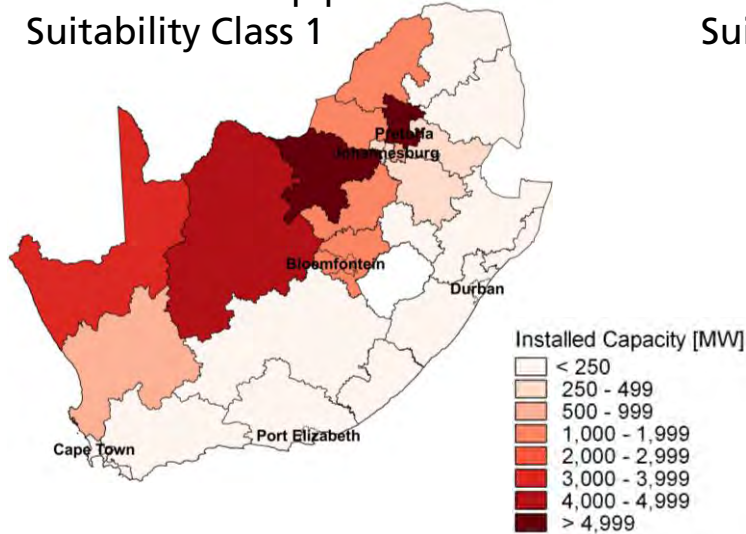 Suitability Class 1
Sui
Pretoria
Johannesburg
Bloemfontein
Durban
Port Elizabeth
Cape Town
Installed Capacity [MW]
< 250
250 - 499
500 - 999
1,000 - 1,999
2,000 - 2,999
3,000 - 3,999
4,000 - 4,999
> 4,999